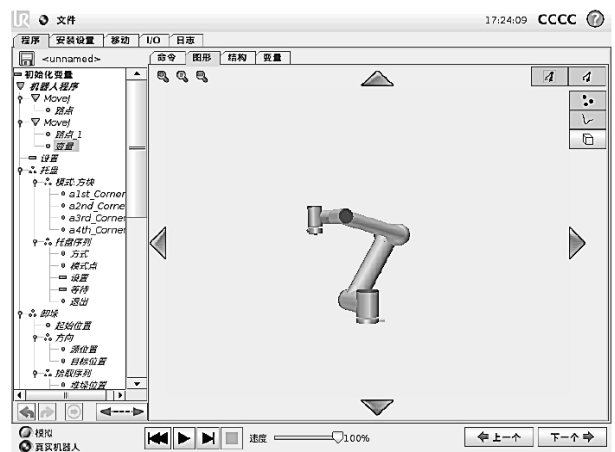 UR 文件 17:24:09 CCCC ?
程序 安装设置 移动 I/O 日志
<unnamed>
命令 图形 结构 变量
初始化变量
机器人程序
MoveJ
路点
MoveJ
路点_1
变量
设置
托盘
模式:方块
a1st_Corner
a2nd_Corne
a3rd_Corner
a4th_Corner
托盘序列
方式
模式点
设置
等待
退出
卸垛
起始位置
方向
源位置
目标位置
拾取序列
堆垛位置
模拟
真实机器人
速度 100%
上一个 下一个